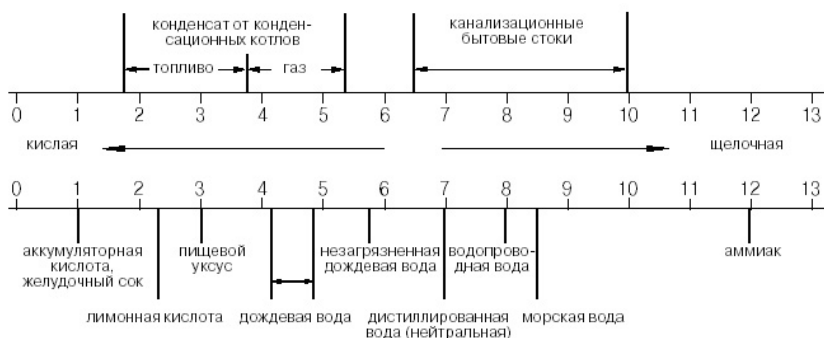 конденсат от конден-
сационных котлов
канализационные
бытовые стоки
топливо газ
0 1 2 3 4 5 6 7 8 9 10 11 12 13
кислая щелочная
0 1 2 3 4 5 6 7 8 9 10 11 12 13
аккумуляторная
кислота,
желудочный сок
пищевой
уксус
незагрязненная
дождевая вода
водопрово-
дная вода
аммиак
лимонная кислота
дождевая вода
дистиллированная
вода (нейтральная)
морская вода